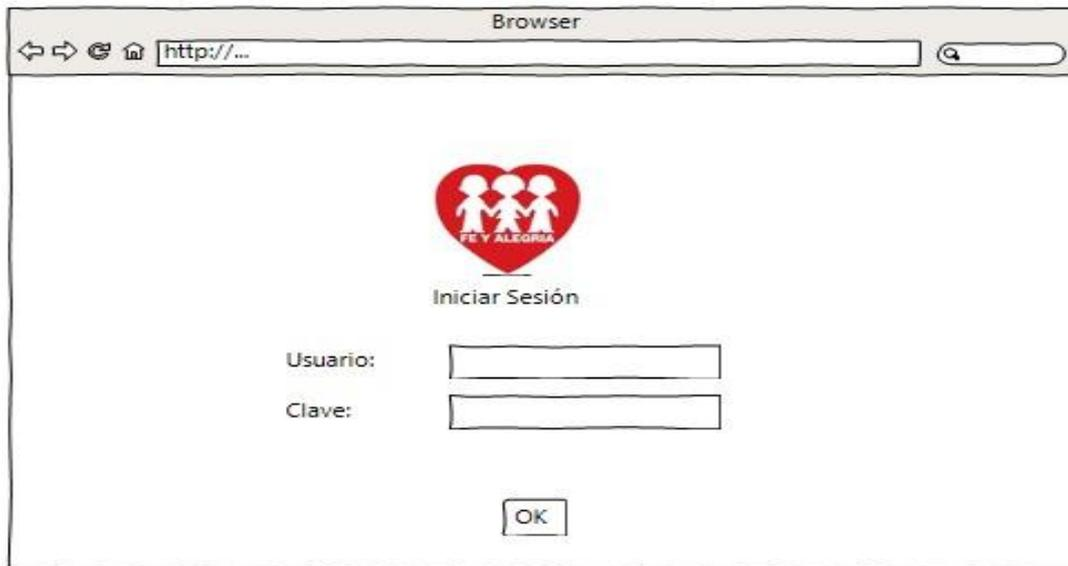 Browser
http://...
FE Y ALEGRIA
Iniciar Sesión
Usuario:
Clave:
OK